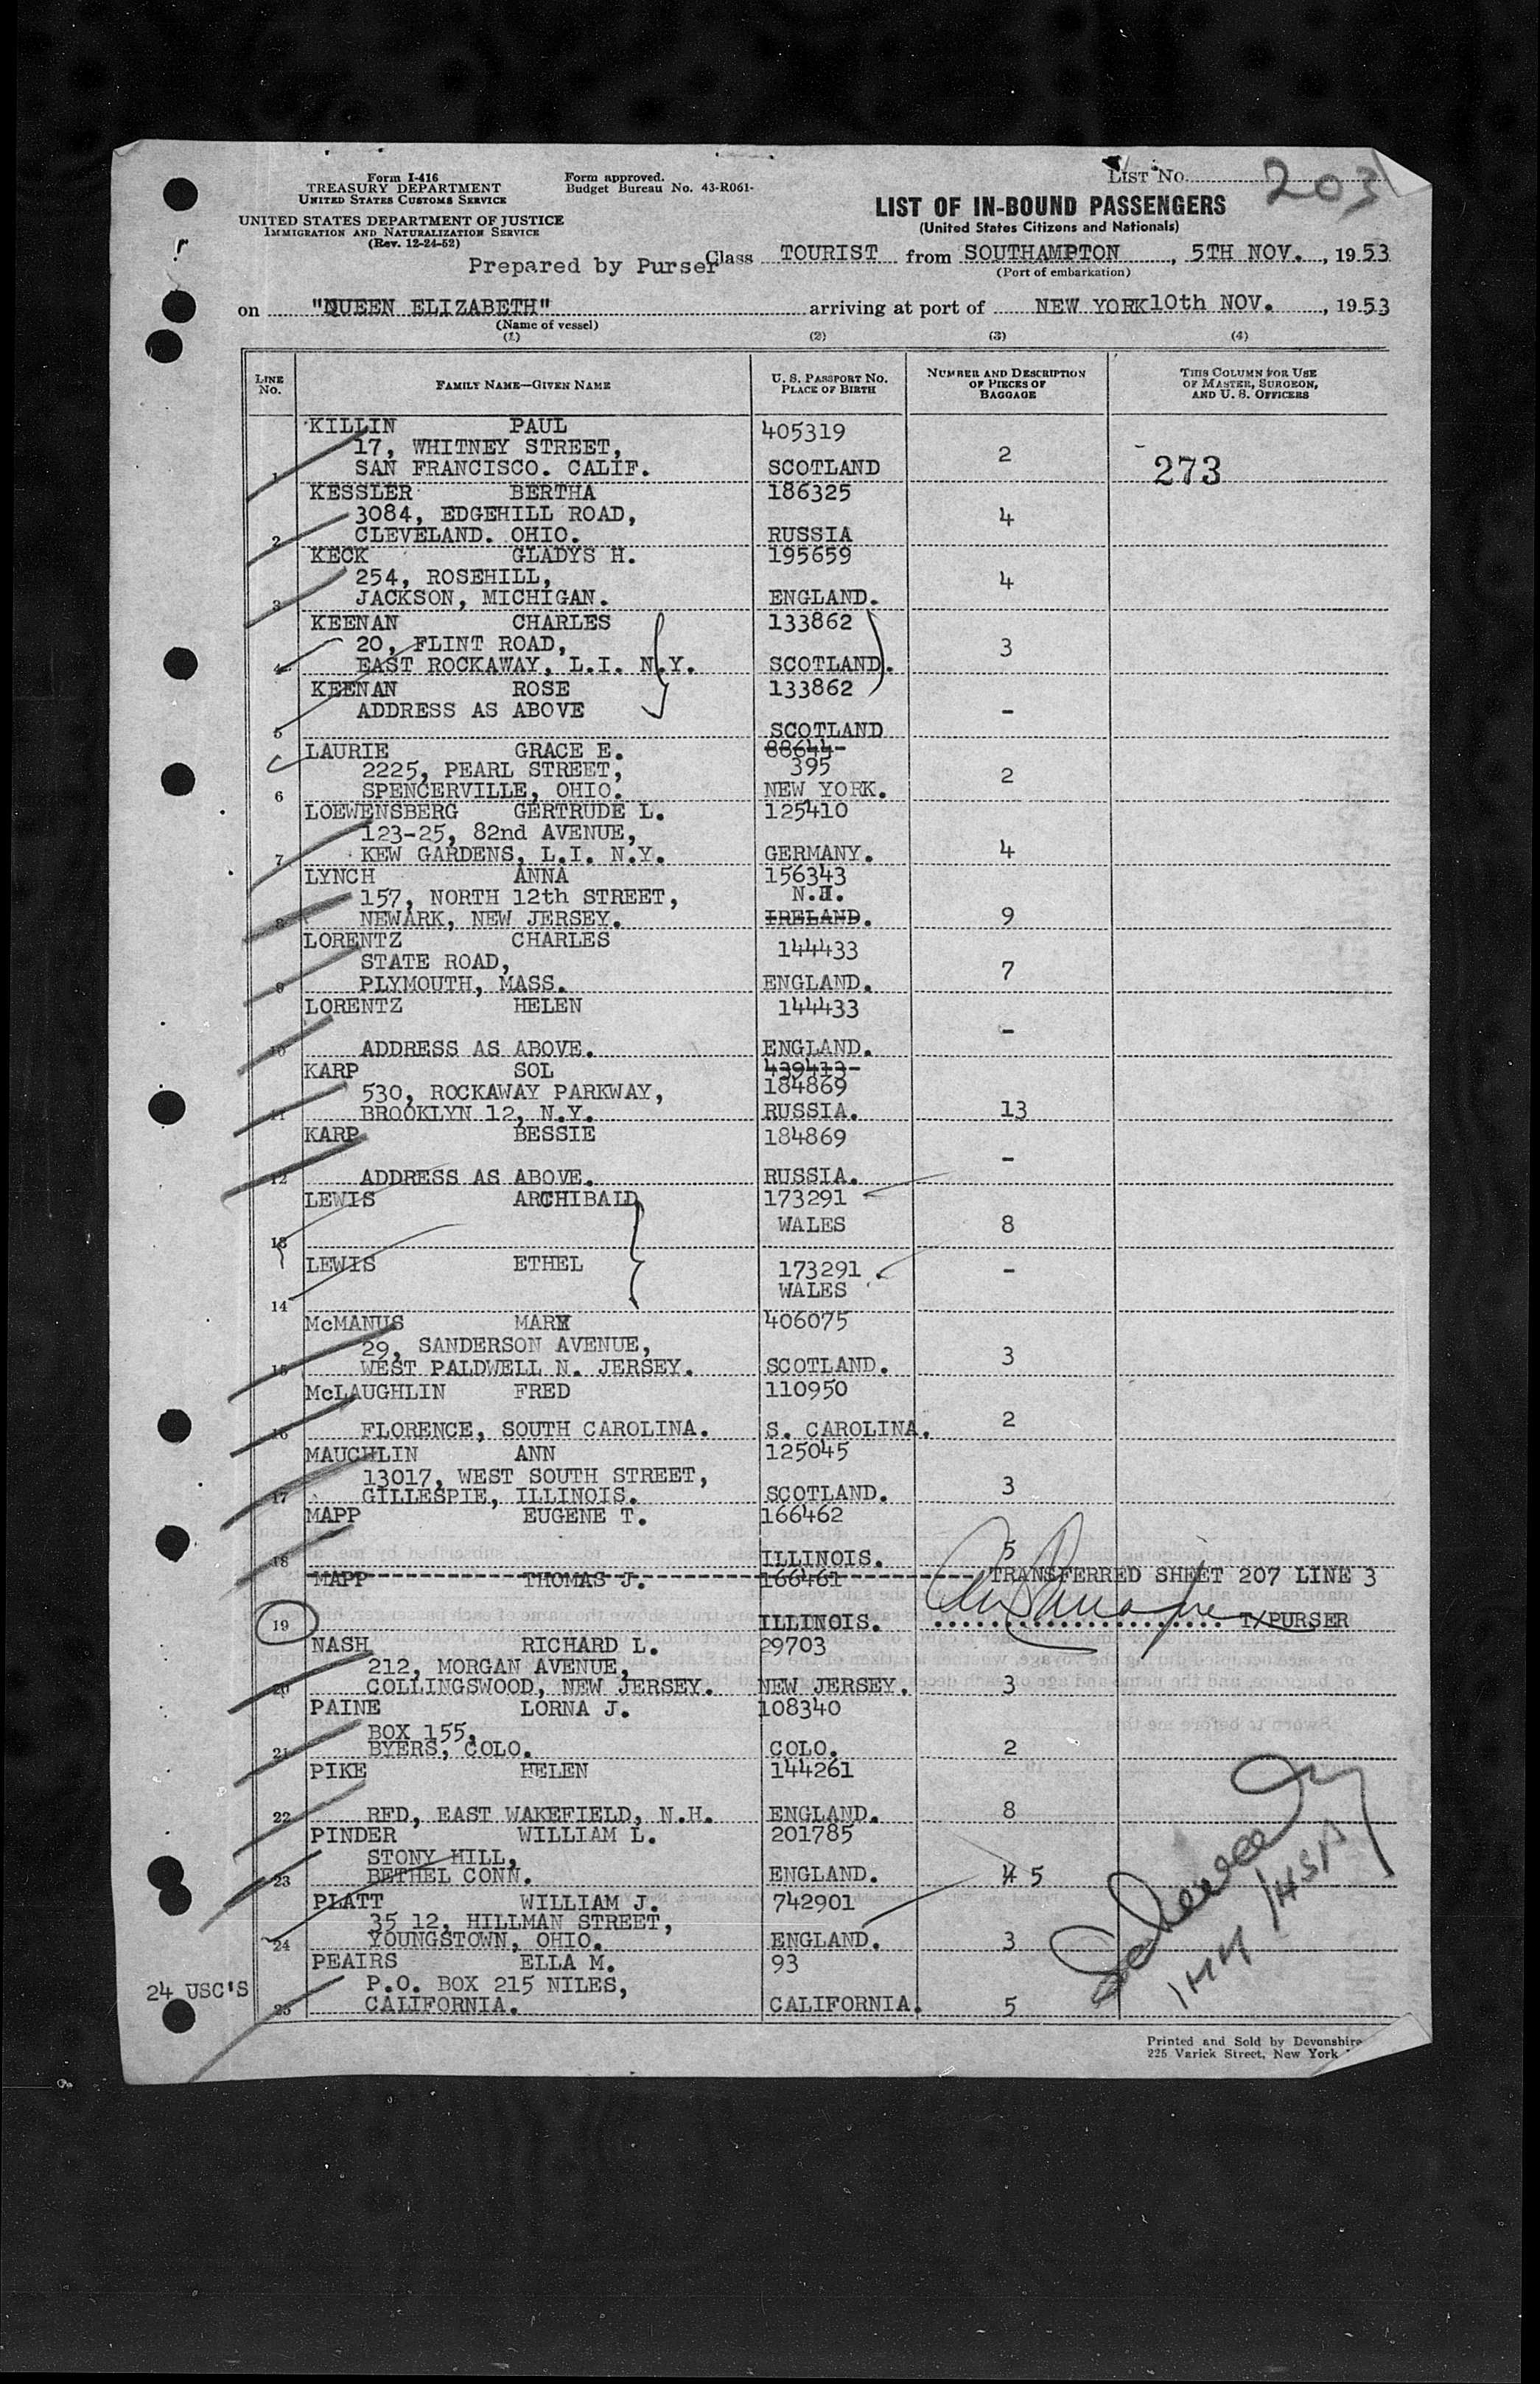 Form I-416
TREASURY DEPARTMENT
UNITED STATES CUSTOMS SERVICE
UNITED STATES DEPARTMENT OF JUSTICE
IMMIGRATION AND NATURALIZATION SERVICE
(Rev. 12-24-52)
Form approved.
Budget Bureau No. 43-R061-
LIST NO. 203
LIST OF IN-BOUND PASSENGERS
(United States Citizens and Nationals)
Prepared by Purser Class TOURIST from SOUTHAMPTON, 5TH NOV., 1953
(Port of embarkation)
on "QUEEN ELIZABETH" arriving at port of NEW YORK 10th NOV., 1953
(Name of vessel)
(1) (2) (3) (4)
LINE NO. FAMILY NAME—GIVEN NAME U. S. PASSPORT NO. PLACE OF BIRTH NUMBER AND DESCRIPTION OF PIECES OF BAGGAGE THIS COLUMN FOR USE OF MASTER, SURGEON, AND U. S. OFFICERS
KILLIN PAUL 405319
17, WHITNEY STREET, 2 273
1 SAN FRANCISCO. CALIF. SCOTLAND
KESSLER BERTHA 186325
3084, EDGEHILL ROAD, 4
2 CLEVELAND. OHIO. RUSSIA
KECK GLADYS H. 195659
254, ROSEHILL, 4
3 JACKSON, MICHIGAN. ENGLAND.
KEENAN CHARLES 133862
20, FLINT ROAD, 3
4 EAST ROCKAWAY, L.I. N.Y. SCOTLAND.
KEENAN ROSE 133862
ADDRESS AS ABOVE -
5 SCOTLAND
LAURIE GRACE E. 88644-
2225, PEARL STREET, 395 2
6 SPENCERVILLE, OHIO. NEW YORK.
LOEWENSBERG GERTRUDE L. 125410
123-25, 82nd AVENUE,
7 KEW GARDENS, L.I. N.Y. GERMANY. 4
LYNCH ANNA 156343
157, NORTH 12th STREET, N.I.
8 NEWARK, NEW JERSEY. IRELAND. 9
LORENTZ CHARLES 144433
STATE ROAD, 7
9 PLYMOUTH, MASS. ENGLAND.
LORENTZ HELEN 144433
-
10 ADDRESS AS ABOVE. ENGLAND.
KARP SOL 439413-
530, ROCKAWAY PARKWAY, 184869
11 BROOKLYN 12, N.Y. RUSSIA. 13
KARP BESSIE 184869
-
12 ADDRESS AS ABOVE. RUSSIA.
LEWIS ARCHIBALD 173291
WALES 8
13
LEWIS ETHEL 173291 -
WALES
14
McMANUS MARY 406075
29, SANDERSON AVENUE, 3
15 WEST PALDWELL N. JERSEY. SCOTLAND.
McLAUGHLIN FRED 110950
2
16 FLORENCE, SOUTH CAROLINA. S. CAROLINA.
MAUCHLIN ANN 125045
13017, WEST SOUTH STREET, 3
17 GILLESPIE, ILLINOIS. SCOTLAND.
MAPP EUGENE T. 166462
18 ILLINOIS. 5
MAPP THOMAS J. 166461 TRANSFERRED SHEET 207 LINE 3
19 ILLINOIS. T/PURSER
NASH RICHARD L. 29703
212, MORGAN AVENUE,
20 COLLINGSWOOD, NEW JERSEY. NEW JERSEY. 3
PAINE LORNA J. 108340
BOX 155,
21 BYERS, COLO. COLO. 2
PIKE HELEN 144261
22 RFD, EAST WAKEFIELD, N.H. ENGLAND. 8
PINDER WILLIAM L. 201785
STONY HILL,
23 BETHEL CONN. ENGLAND. 4 5
PLATT WILLIAM J. 742901
35 12, HILLMAN STREET,
24 YOUNGSTOWN, OHIO. ENGLAND. 3
PEAIRS ELLA M. 93
P.O. BOX 215 NILES,
25 CALIFORNIA. CALIFORNIA. 5
24 USC'S
Printed and Sold by Devonshire
225 Varick Street, New York